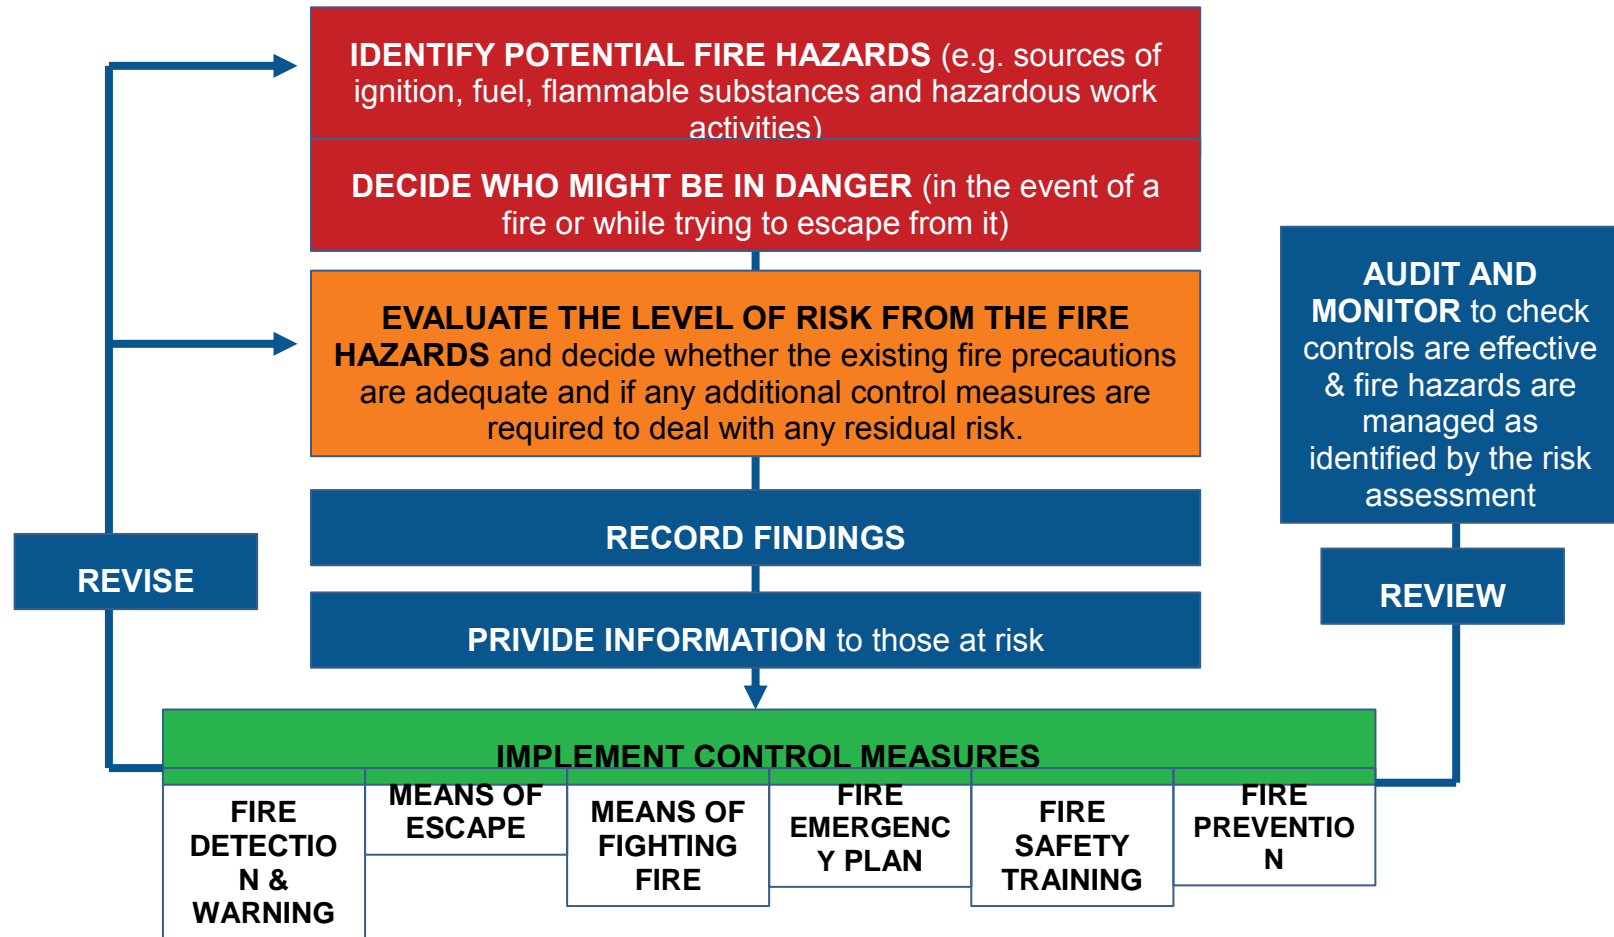 IDENTIFY POTENTIAL FIRE HAZARDS (e.g. sources of
ignition, fuel, flammable substances and hazardous work
activities)
DECIDE WHO MIGHT BE IN DANGER (in the event of a
fire or while trying to escape from it)
EVALUATE THE LEVEL OF RISK FROM THE FIRE
HAZARDS and decide whether the existing fire precautions
are adequate and if any additional control measures are
required to deal with any residual risk.
AUDIT AND
MONITOR to check
controls are effective
& fire hazards are
managed as
identified by the risk
assessment
RECORD FINDINGS
REVISE
REVIEW
PRIVIDE INFORMATION to those at risk
IMPLEMENT CONTROL MEASURES
FIRE
DETECTIO
N &
WARNING
MEANS OF
ESCAPE
MEANS OF
FIGHTING
FIRE
FIRE
EMERGENC
Y PLAN
FIRE
SAFETY
TRAINING
FIRE
PREVENTIO
N